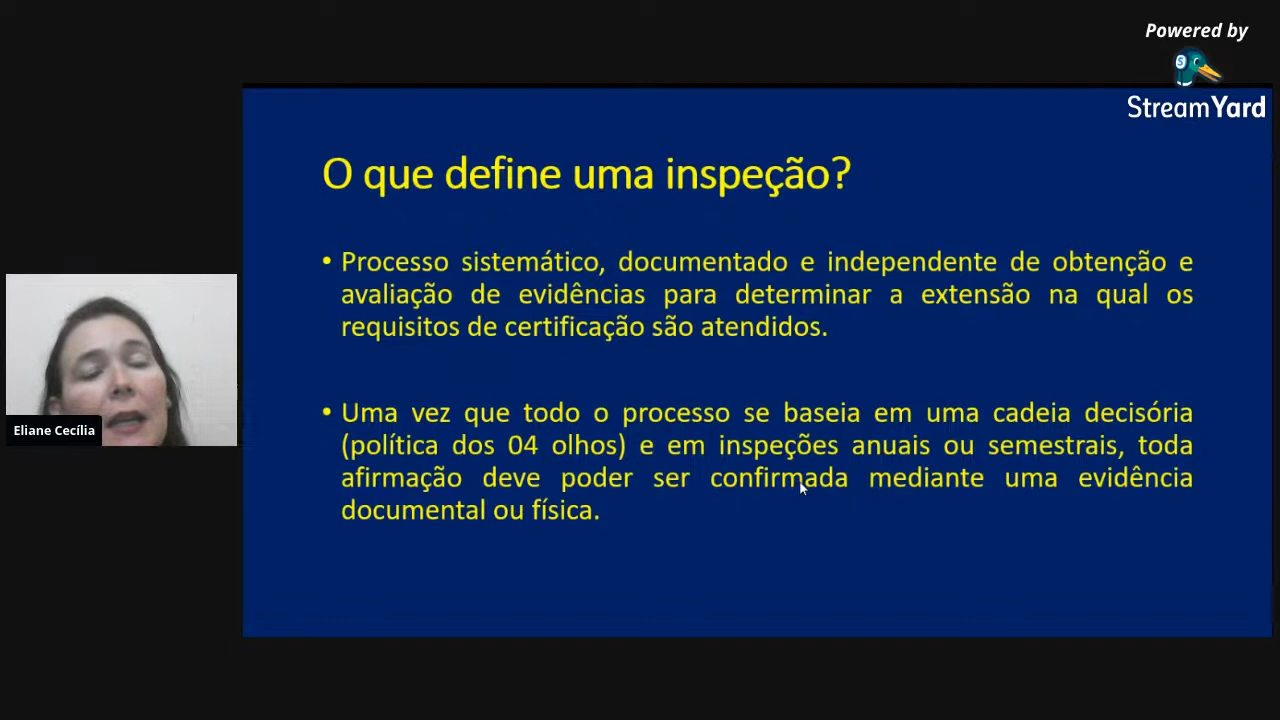 Powered by
StreamYard
O que define uma inspeção?
• Processo sistemático, documentado e independente de obtenção e
avaliação de evidências para determinar a extensão na qual os
requisitos de certificação são atendidos.
• Uma vez que todo o processo se baseia em uma cadeia decisória
(política dos 04 olhos) e em inspeções anuais ou semestrais, toda
afirmação deve poder ser confirmada mediante uma evidência
documental ou física.
Eliane Cecília